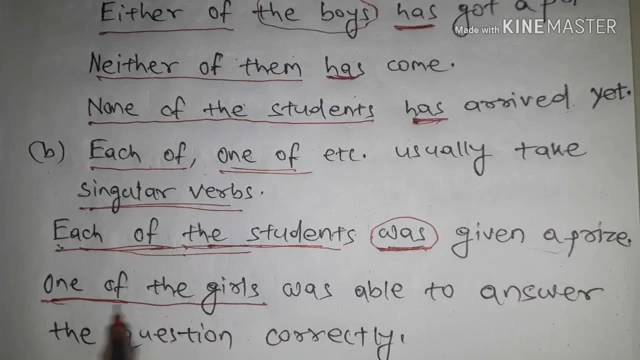 Either of the boys) has got a
Made with KINEMASTER
Neither of them has come.
None of the students has arrived yet.
(b) Each of, one of etc. usually take
singular verbs.
Each of the students was given a prize.
One of the girls was able to answer
the question correctly.